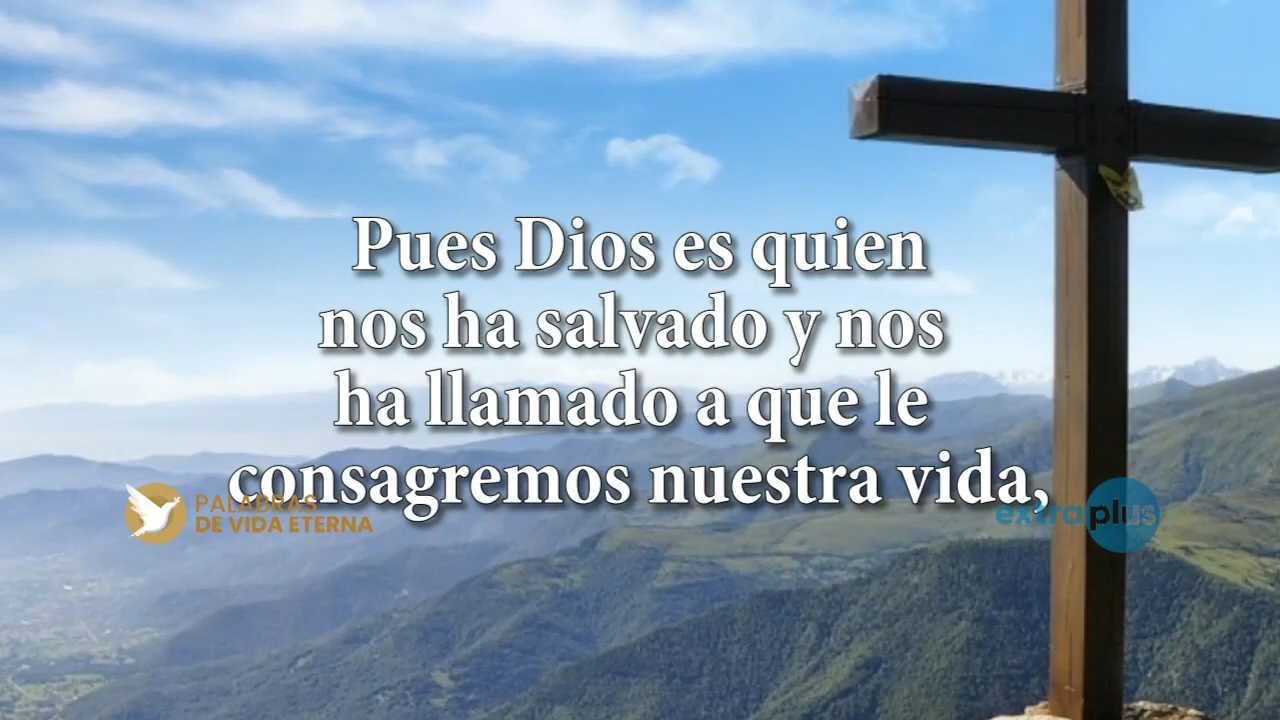 Pues Dios es quien
nos ha salvado y nos
ha llamado a que le
consagremos nuestra vida,
PALABRAS
DE VIDA ETERNA
extraplus